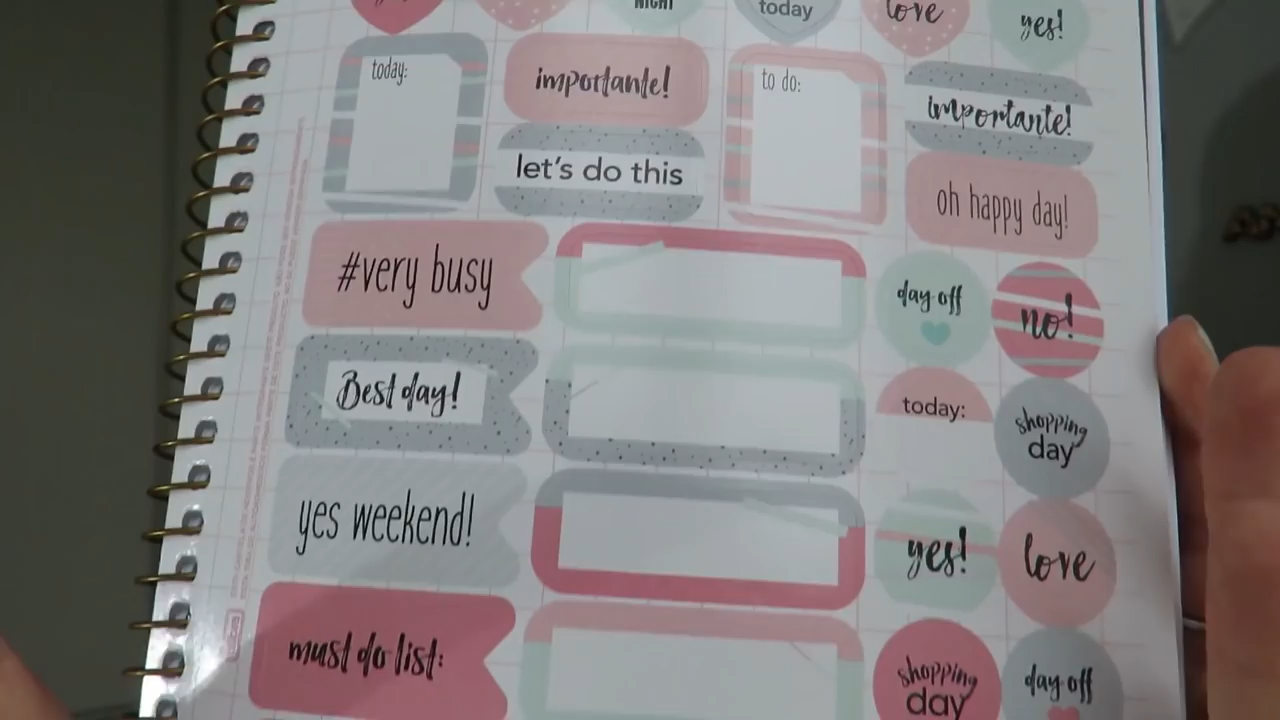 NIGHT
today
love
yes!
today:
importante!
to do:
importante!
let's do this
oh happy day!
#very busy
day off
no!
Best day!
today:
shopping
day
yes weekend!
yes!
love
must do list:
shopping
day
day off